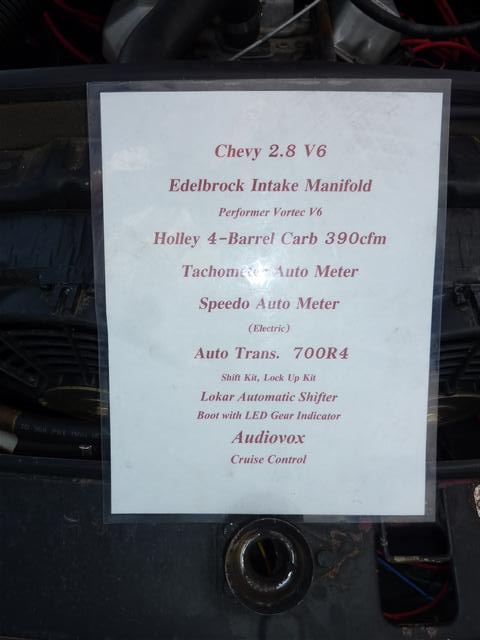 Chevy 2.8 V6
Edelbrock Intake Manifold
Performer Vortec V6
Holley 4-Barrel Carb 390cfm
Tachometer Auto Meter
Speedo Auto Meter
(Electric)
Auto Trans. 700R4
Shift Kit, Lock Up Kit
Lokar Automatic Shifter
Boot with LED Gear Indicator
Audiovox
Cruise Control